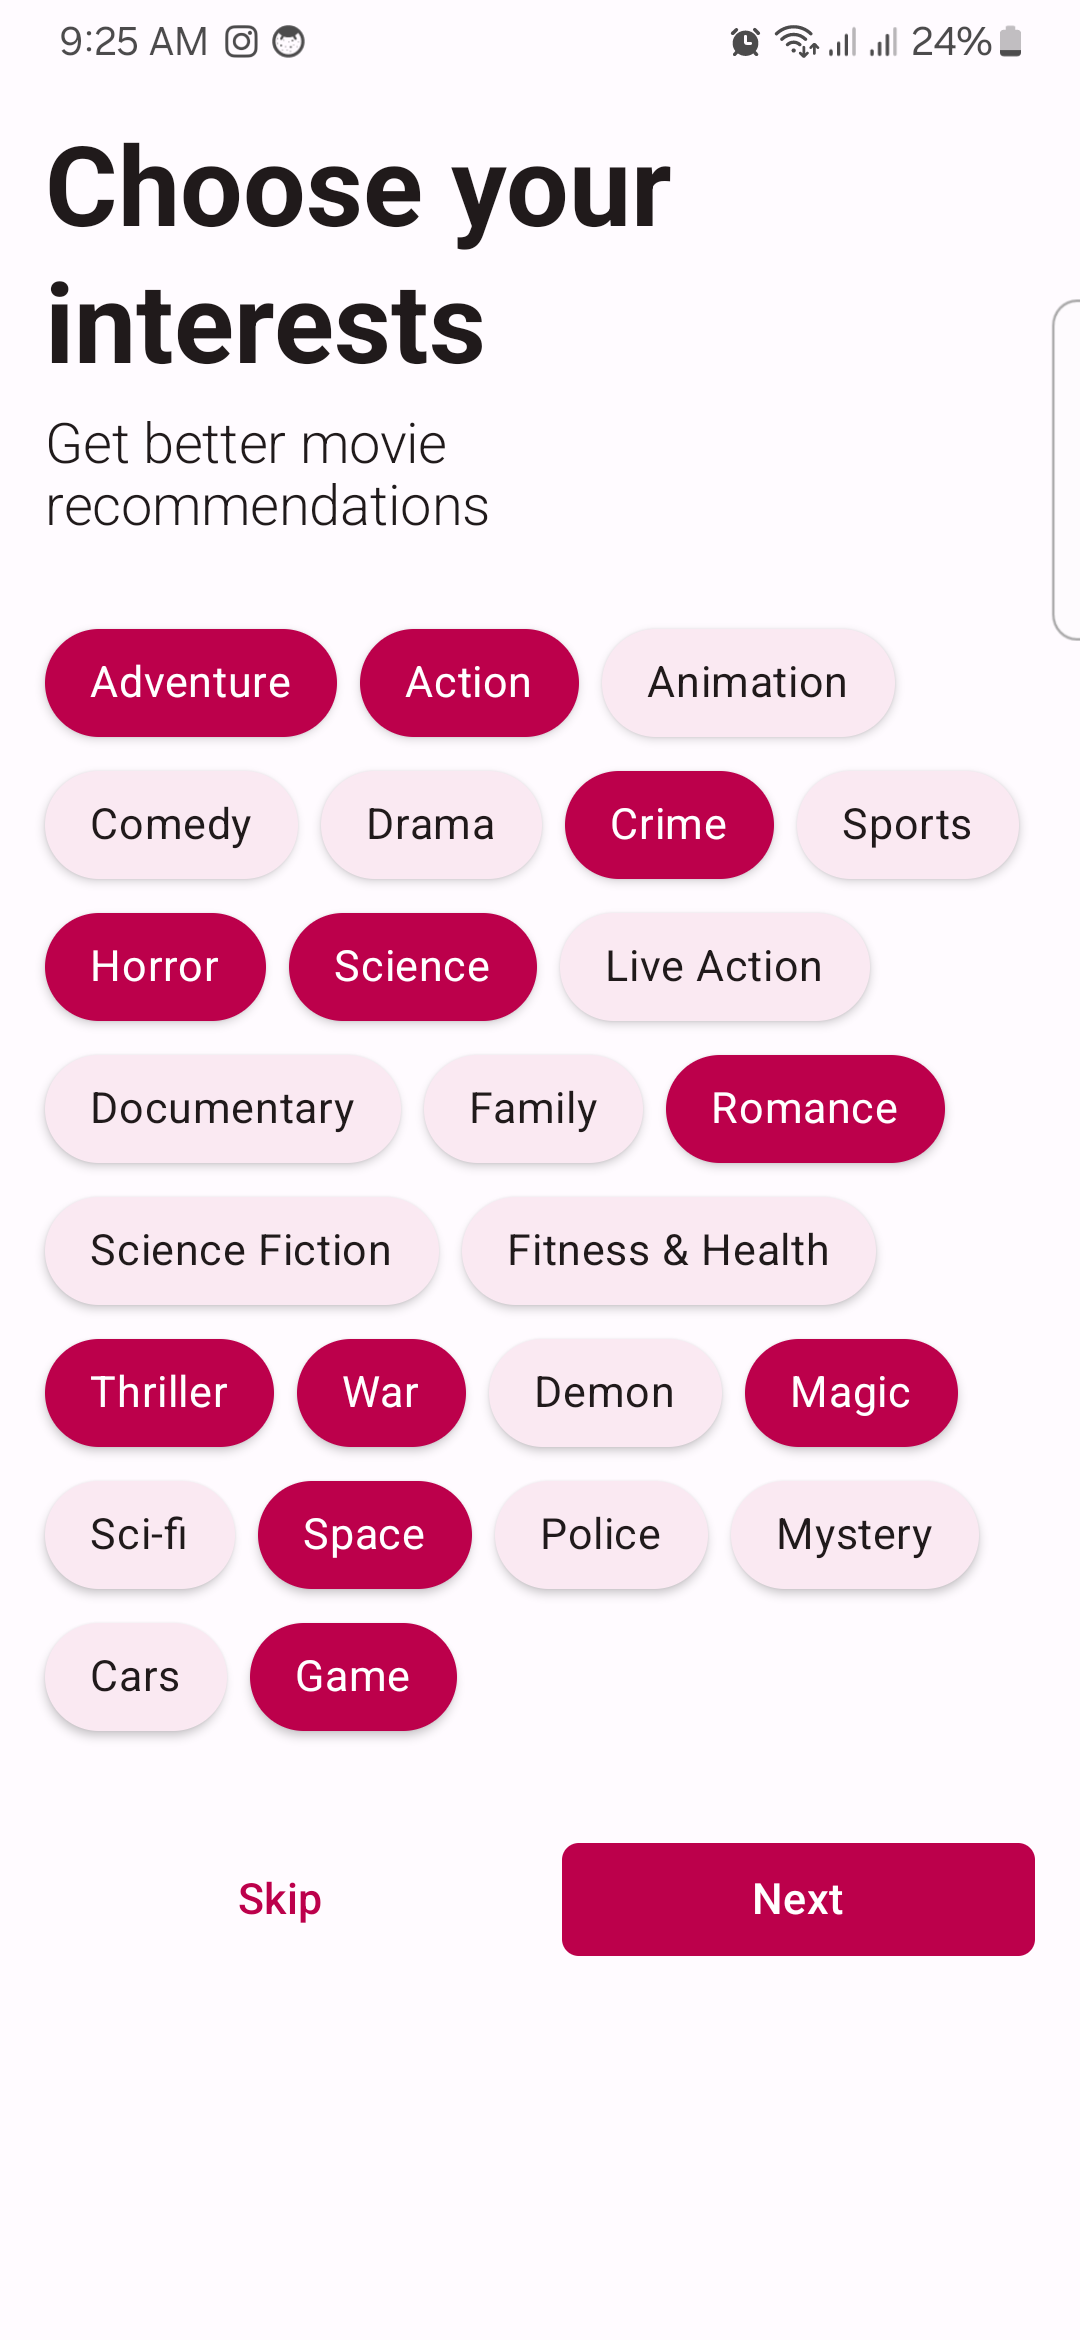 9:25 AM 24%
Choose your
interests
Get better movie
recommendations
Adventure Action Animation
Comedy Drama Crime Sports
Horror Science Live Action
Documentary Family Romance
Science Fiction Fitness & Health
Thriller War Demon Magic
Sci-fi Space Police Mystery
Cars Game
Skip Next